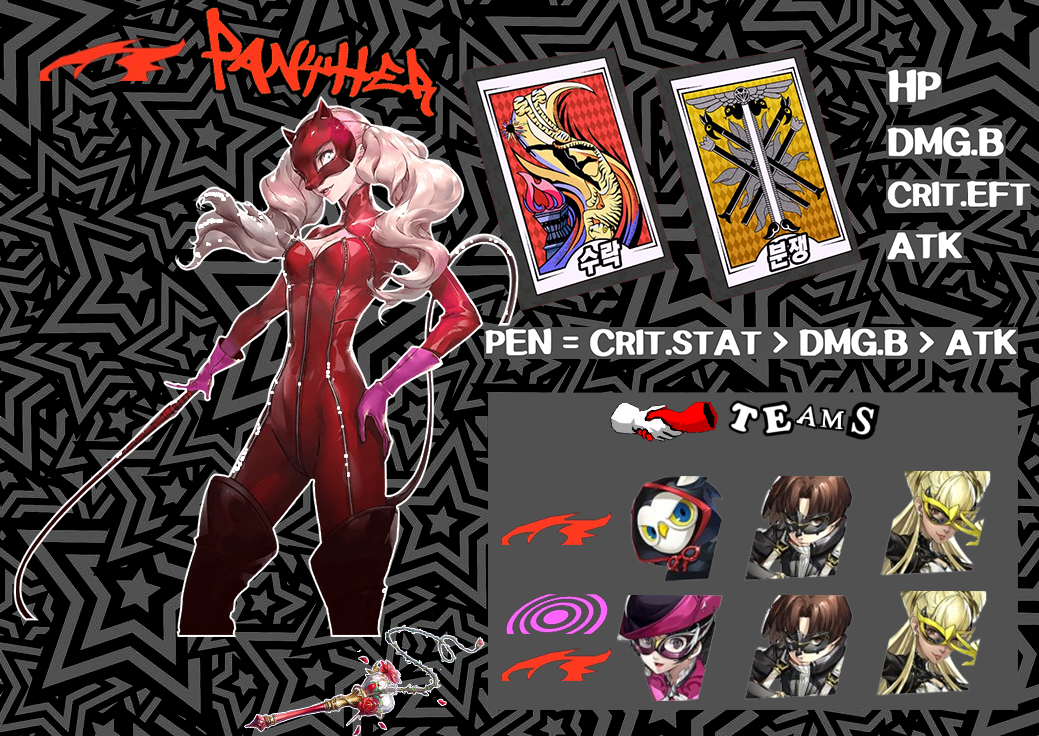 PANTHER
수락
분쟁
HP
DMG.B
CRIT.EFT
ATK
PEN = CRIT.STAT > DMG.B > ATK
TEAMS